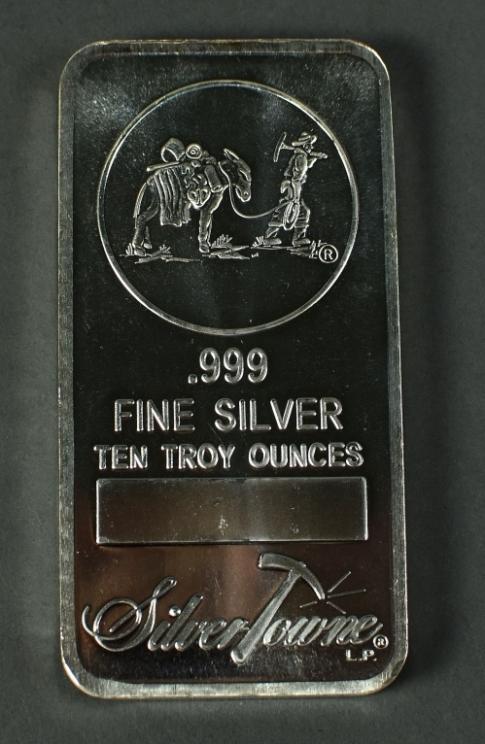 ®
.999
FINE SILVER
TEN TROY OUNCES
SilverTowne®
L.P.